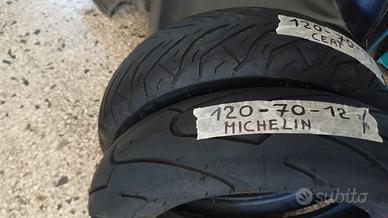 120-70-
CEAT
120-70-12
MICHELIN
subito